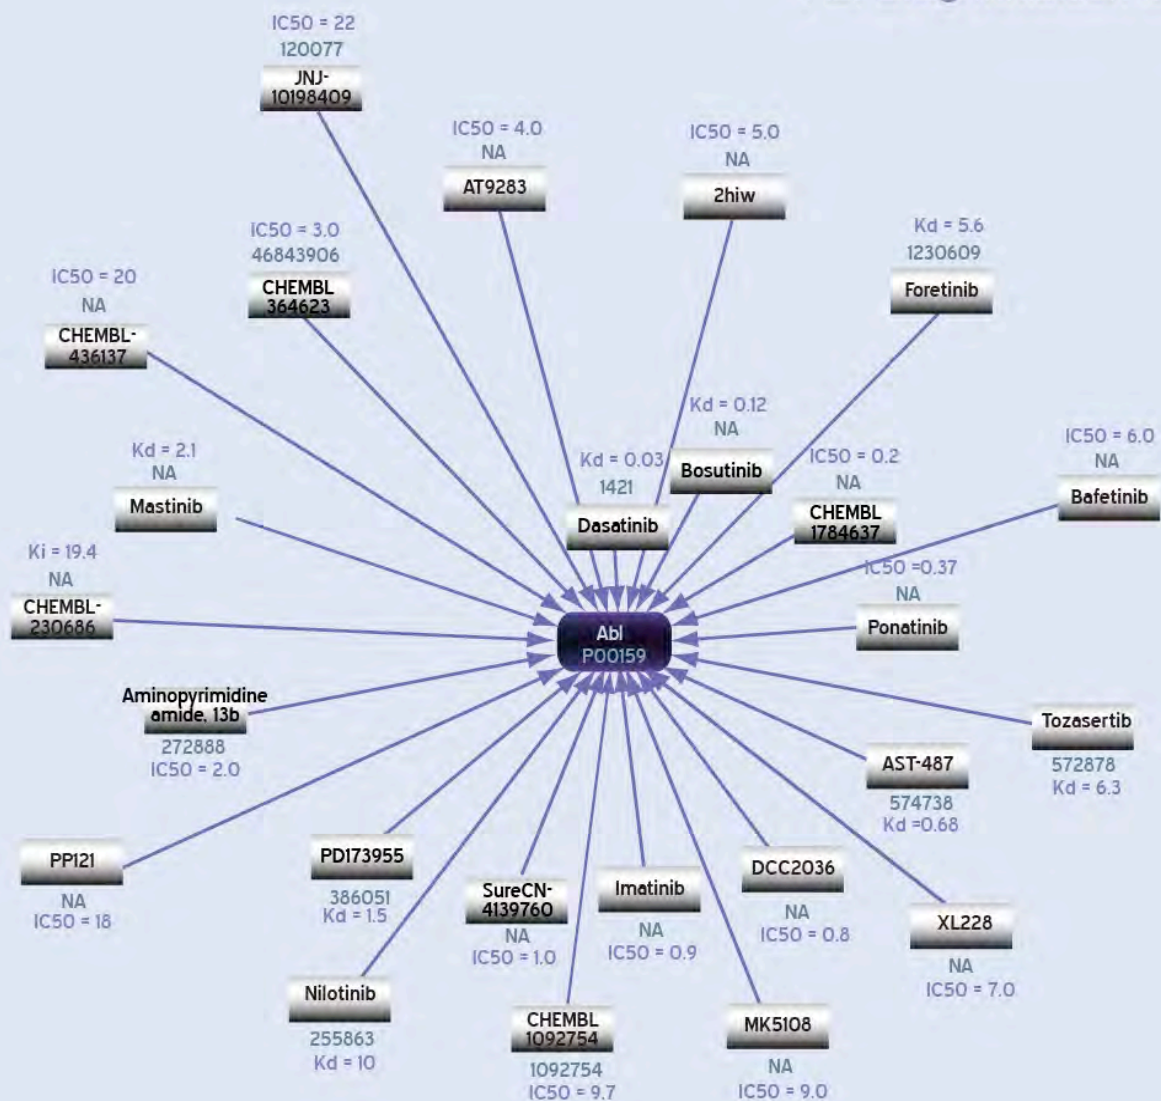 IC50 = 22
120077
JNJ-
10198409
IC50 = 4.0
NA
AT9283
IC50 = 5.0
NA
2hiw
IC50 = 3.0
46843906
CHEMBL
364623
Kd = 5.6
1230609
Foretinib
IC50 = 20
NA
CHEMBL-
436137
Kd = 2.1
NA
Mastinib
Kd = 0.03
1421
Dasatinib
Kd = 0.12
NA
Bosutinib
IC50 = 0.2
NA
CHEMBL
1784637
IC50 = 6.0
NA
Bafetinib
Ki = 19.4
NA
CHEMBL-
230686
Abl
P00159
IC50 =0.37
NA
Ponatinib
Aminopyrimidine
amide, 13b
272888
IC50 = 2.0
Tozasertib
572878
Kd = 6.3
AST-487
574738
Kd =0.68
PP121
NA
IC50 = 18
PD173955
386051
Kd = 1.5
SureCN-
4139760
NA
IC50 = 1.0
Imatinib
NA
IC50 = 0.9
DCC2036
NA
IC50 = 0.8
XL228
NA
IC50 = 7.0
Nilotinib
255863
Kd = 10
CHEMBL
1092754
1092754
IC50 = 9.7
MK5108
NA
IC50 = 9.0